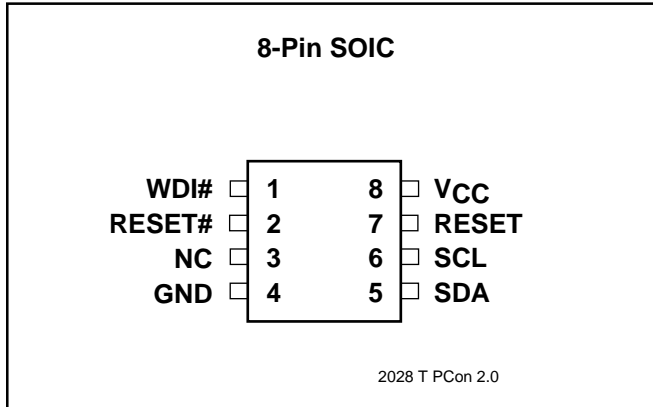 8-Pin SOIC
WDI# 1 8 VCC
RESET# 2 7 RESET
NC 3 6 SCL
GND 4 5 SDA
2028 T PCon 2.0